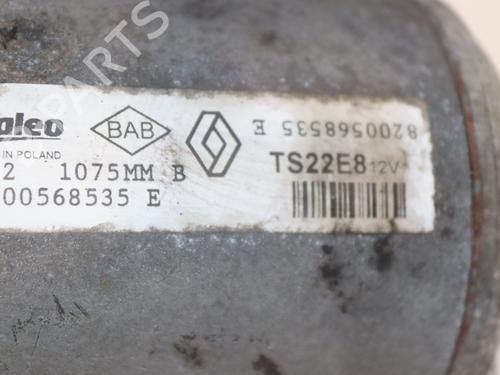 B PARTS
aleo
BAB
IN POLAND
2 1075MM B
00568535 E
8200568535 E
TS22E8 12V